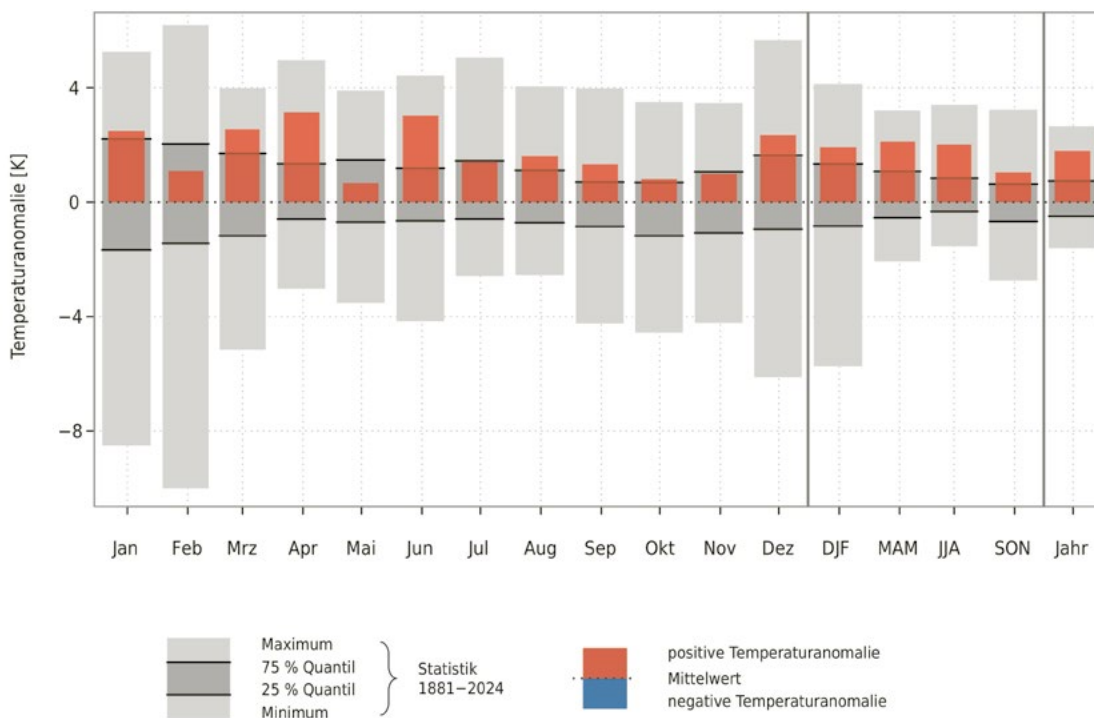 Temperaturanomalie [K]
4
0
−4
−8
Jan Feb Mrz Apr Mai Jun Jul Aug Sep Okt Nov Dez DJF MAM JJA SON Jahr
Maximum
75 % Quantil
25 % Quantil
Minimum
Statistik
1881−2024
positive Temperaturanomalie
Mittelwert
negative Temperaturanomalie